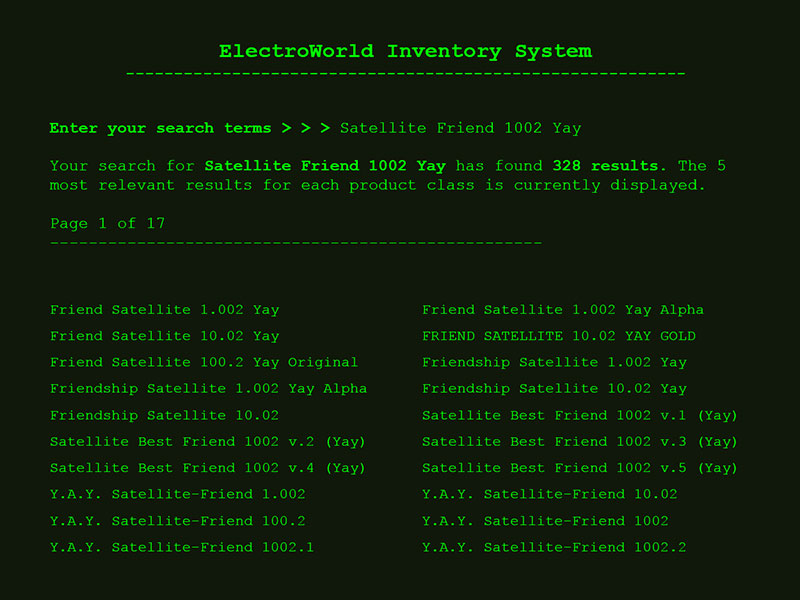 ElectroWorld Inventory System
----------------------------------------------------------
Enter your search terms > > > Satellite Friend 1002 Yay
Your search for Satellite Friend 1002 Yay has found 328 results. The 5
most relevant results for each product class is currently displayed.
Page 1 of 17
---------------------------------------------------
Friend Satellite 1.002 Yay    Friend Satellite 1.002 Yay Alpha
Friend Satellite 10.02 Yay    FRIEND SATELLITE 10.02 YAY GOLD
Friend Satellite 100.2 Yay Original    Friendship Satellite 1.002 Yay
Friendship Satellite 1.002 Yay Alpha    Friendship Satellite 10.02 Yay
Friendship Satellite 10.02    Satellite Best Friend 1002 v.1 (Yay)
Satellite Best Friend 1002 v.2 (Yay)    Satellite Best Friend 1002 v.3 (Yay)
Satellite Best Friend 1002 v.4 (Yay)    Satellite Best Friend 1002 v.5 (Yay)
Y.A.Y. Satellite-Friend 1.002    Y.A.Y. Satellite-Friend 10.02
Y.A.Y. Satellite-Friend 100.2    Y.A.Y. Satellite-Friend 1002
Y.A.Y. Satellite-Friend 1002.1    Y.A.Y. Satellite-Friend 1002.2